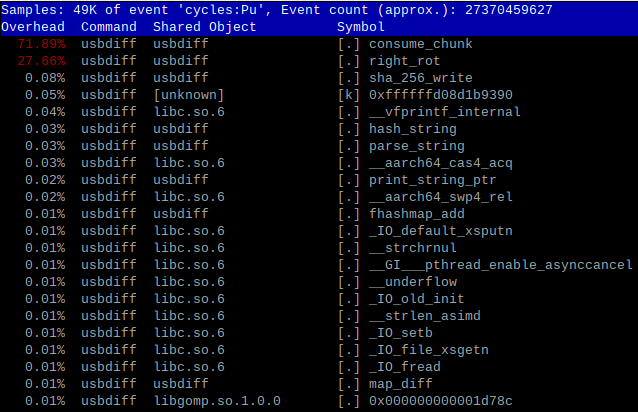 Samples: 49K of event 'cycles:Pu', Event count (approx.): 27370459627
Overhead  Command  Shared Object       Symbol
  71.89%  usbdiff  usbdiff             [.] consume_chunk
  27.66%  usbdiff  usbdiff             [.] right_rot
   0.08%  usbdiff  usbdiff             [.] sha_256_write
   0.05%  usbdiff  [unknown]           [k] 0xffffffd08d1b9390
   0.04%  usbdiff  libc.so.6           [.] __vfprintf_internal
   0.03%  usbdiff  usbdiff             [.] hash_string
   0.03%  usbdiff  usbdiff             [.] parse_string
   0.03%  usbdiff  libc.so.6           [.] __aarch64_cas4_acq
   0.02%  usbdiff  usbdiff             [.] print_string_ptr
   0.02%  usbdiff  libc.so.6           [.] __aarch64_swp4_rel
   0.01%  usbdiff  usbdiff             [.] fhashmap_add
   0.01%  usbdiff  libc.so.6           [.] _IO_default_xsputn
   0.01%  usbdiff  libc.so.6           [.] __strchrnul
   0.01%  usbdiff  libc.so.6           [.] __GI___pthread_enable_asynccancel
   0.01%  usbdiff  libc.so.6           [.] __underflow
   0.01%  usbdiff  libc.so.6           [.] _IO_old_init
   0.01%  usbdiff  libc.so.6           [.] __strlen_asimd
   0.01%  usbdiff  libc.so.6           [.] _IO_setb
   0.01%  usbdiff  libc.so.6           [.] _IO_file_xsgetn
   0.01%  usbdiff  libc.so.6           [.] _IO_fread
   0.01%  usbdiff  usbdiff             [.] map_diff
   0.01%  usbdiff  libgomp.so.1.0.0    [.] 0x000000000001d78c